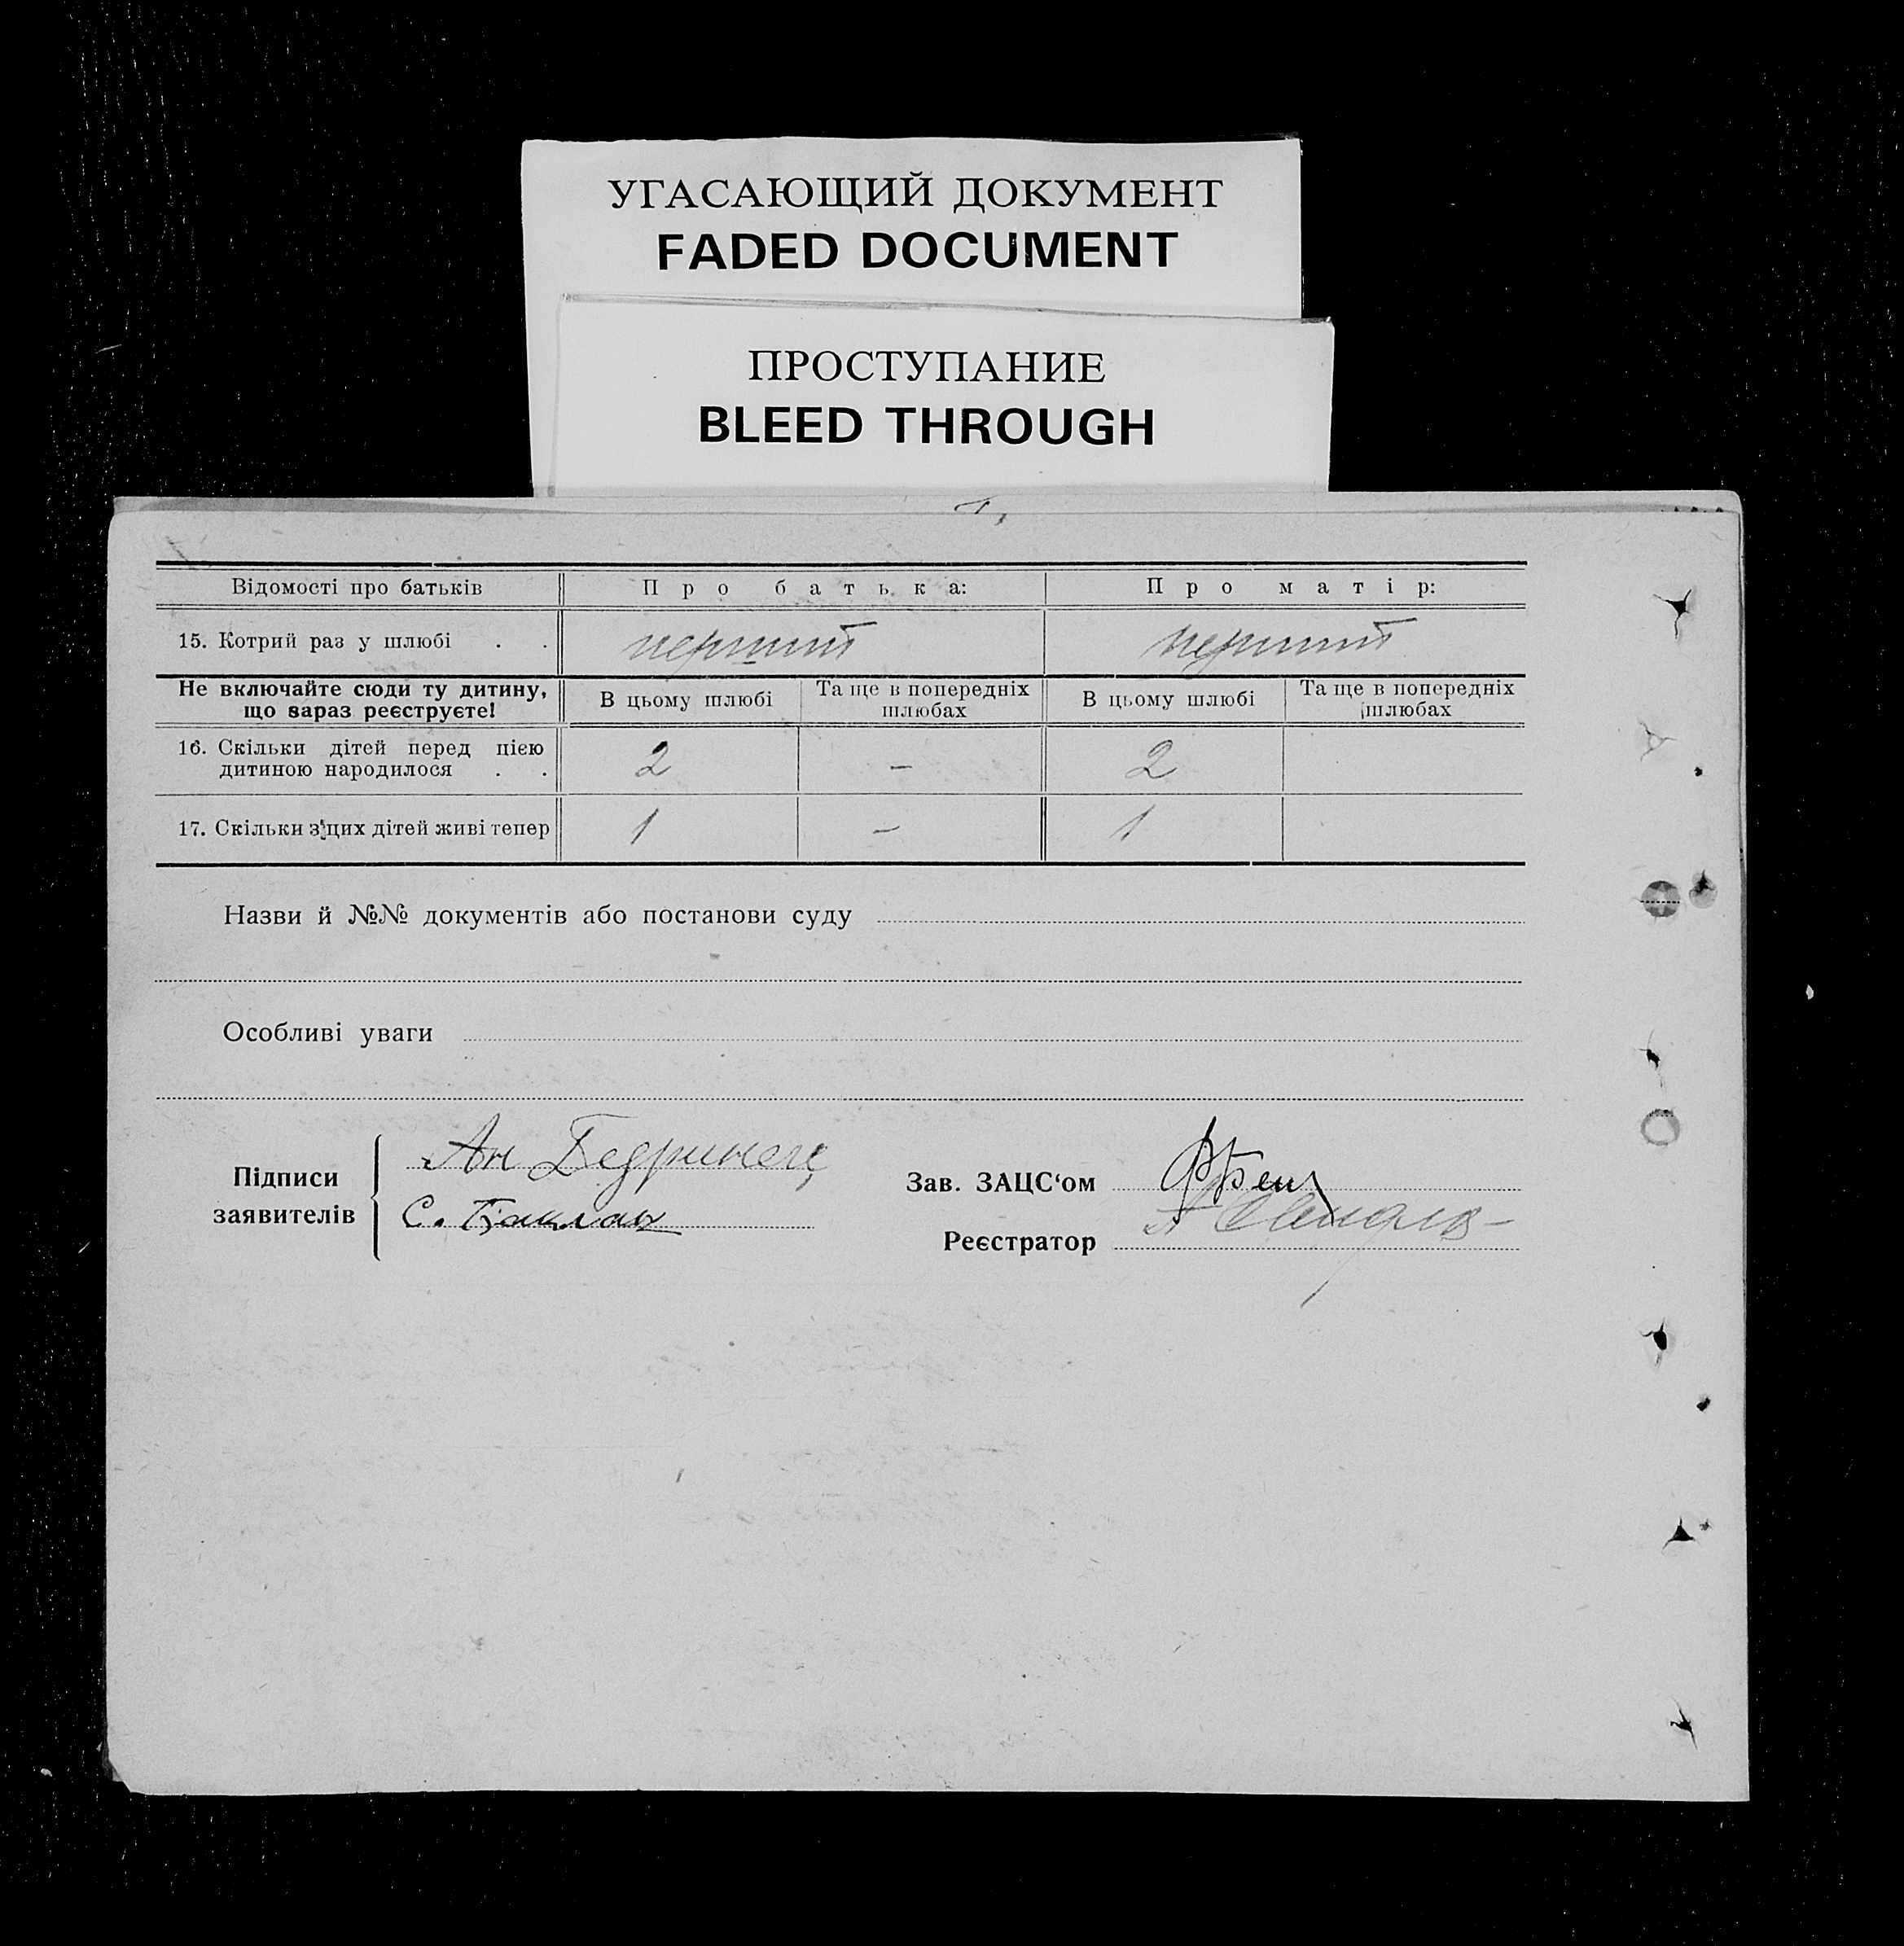 УГАСАЮЩИЙ ДОКУМЕНТ
FADED DOCUMENT
ПРОСТУПАНИЕ
BLEED THROUGH
Відомості про батьків Про батька: Про матір:
15. Котрий раз у шлюбі . . перший перший
Не включайте сюди ту дитину, що зараз реєструєте! В цьому шлюбі Та ще в попередніх шлюбах В цьому шлюбі Та ще в попередніх шлюбах
16. Скільки дітей перед цією дитиною народилося . . 2 – 2
17. Скільки з цих дітей живі тепер 1 – 1
Назви й №№ документів або постанови суду
Особливі уваги
Підписи заявителів
Ан
С. Баклан
Зав. ЗАЦС‘ом
Реєстратор